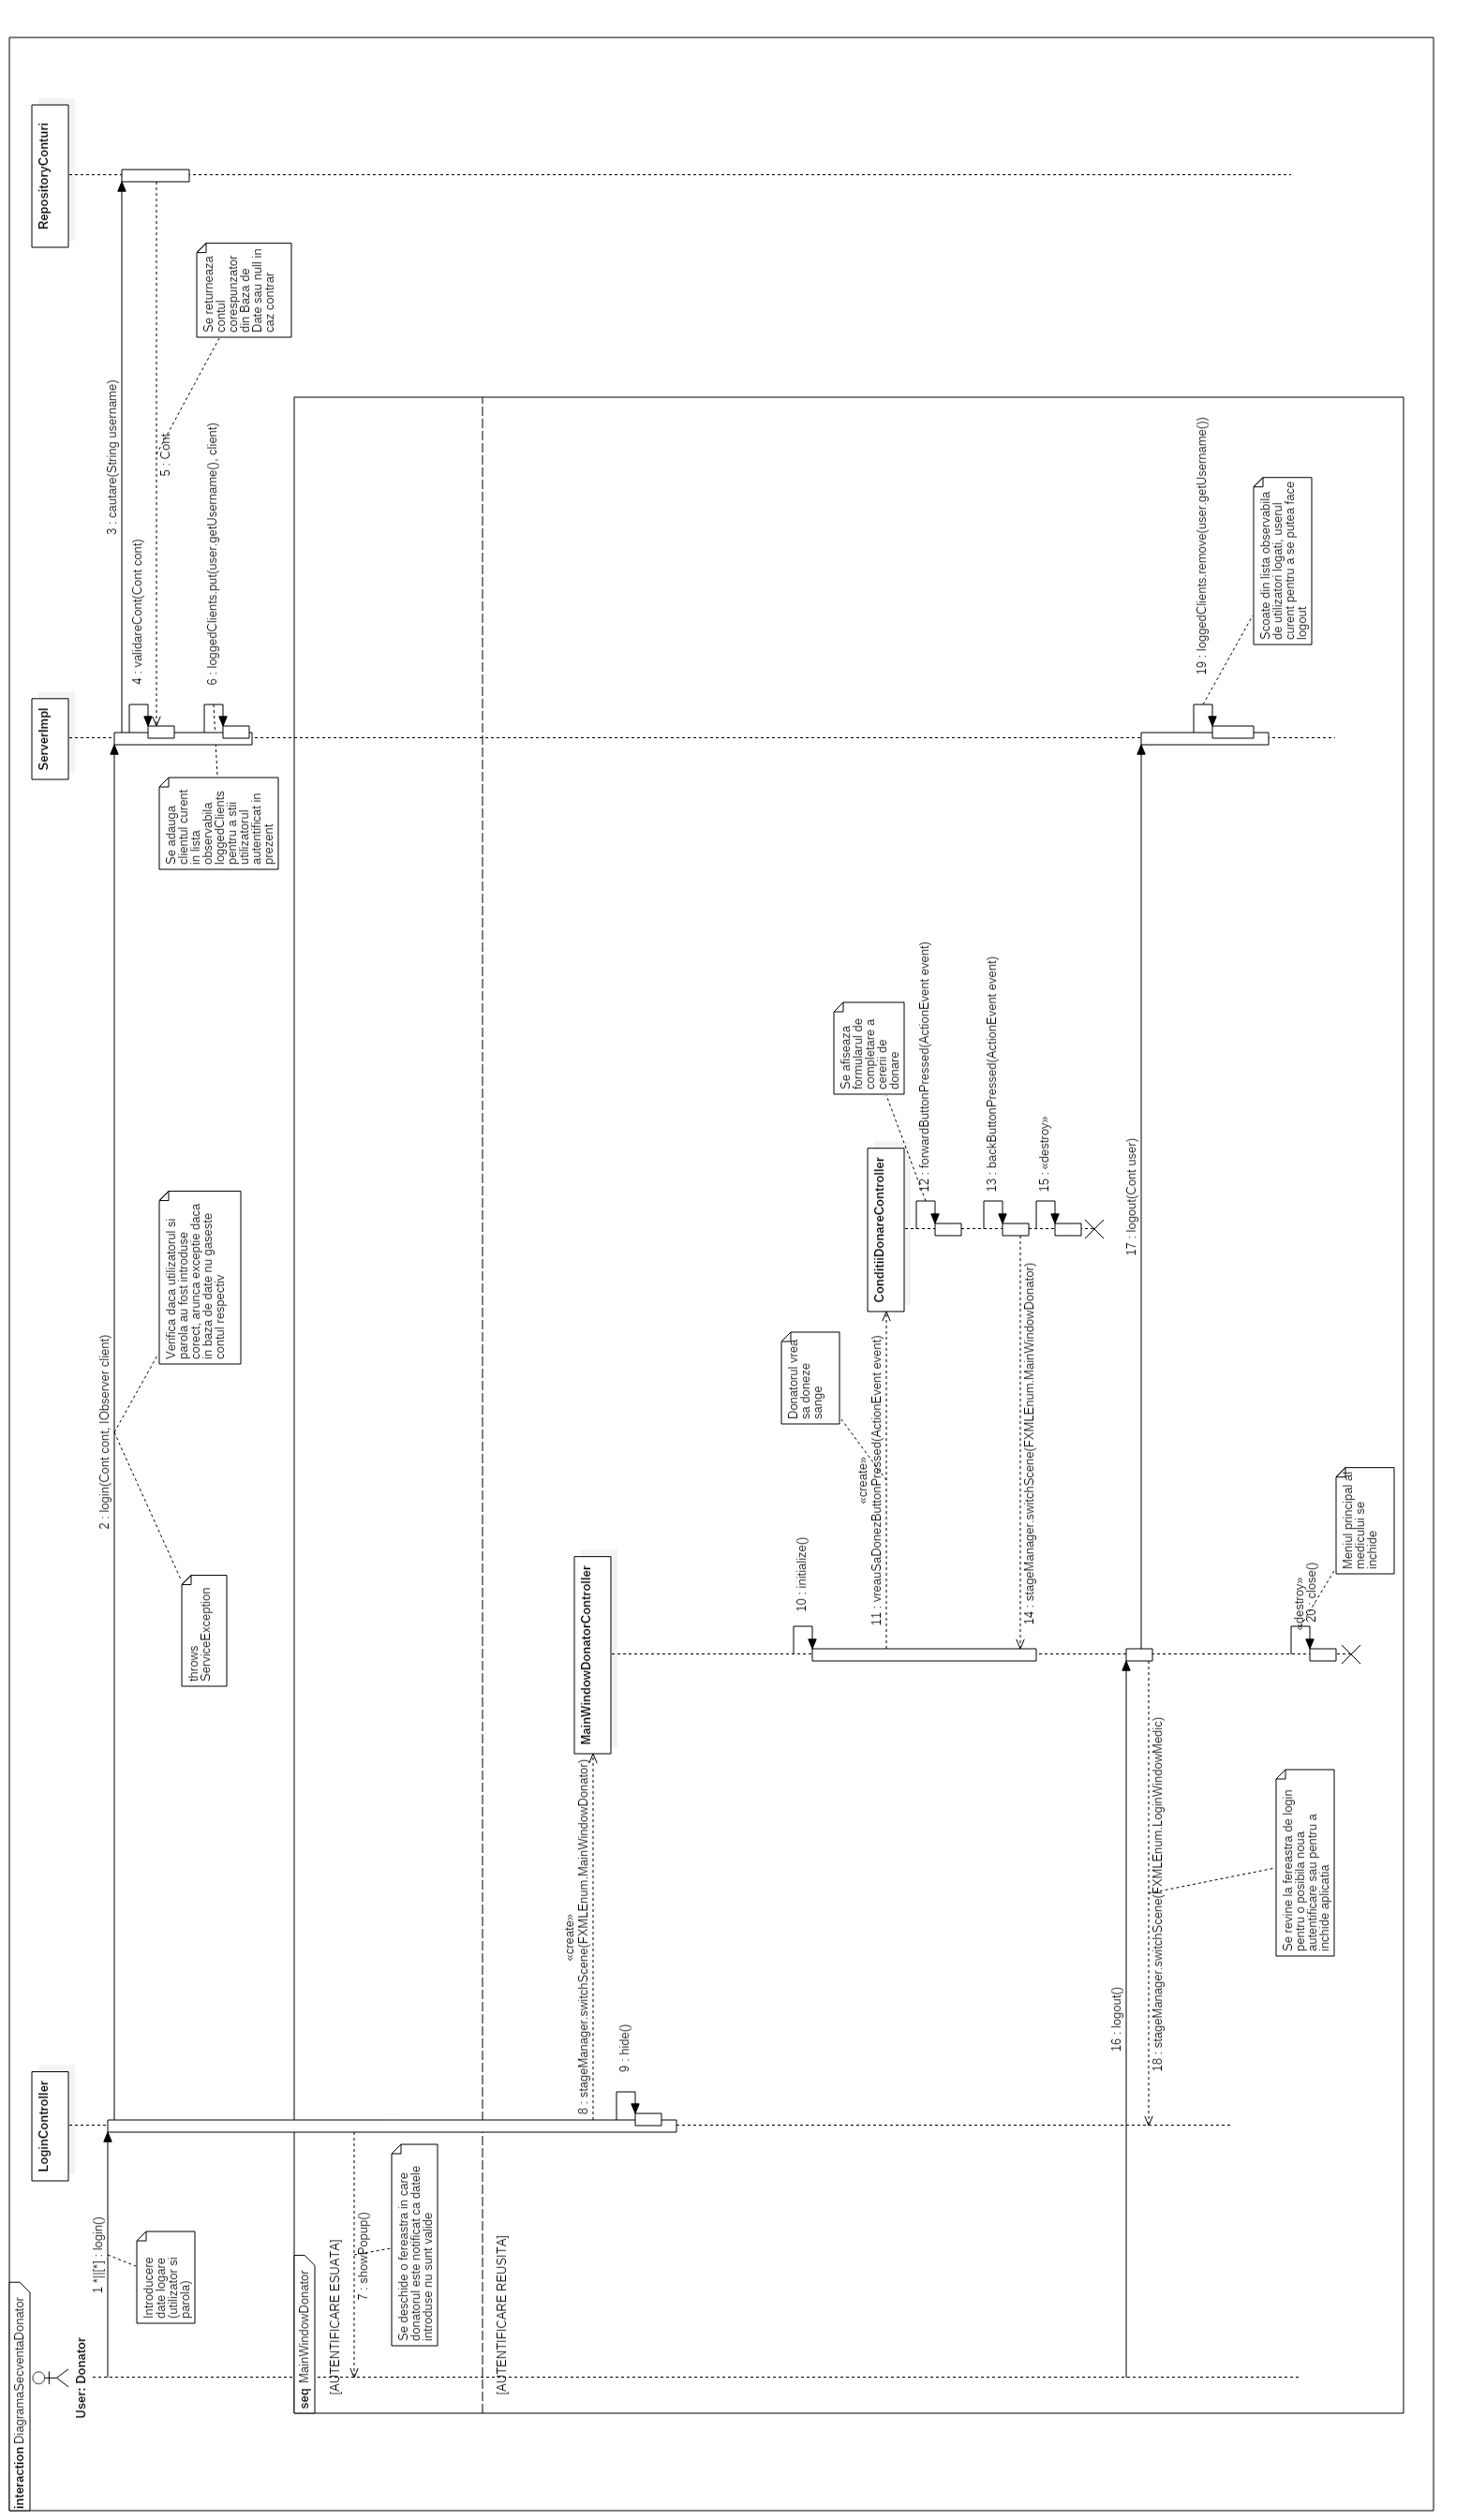 interaction DiagramaSecventaDonator
User: Donator
LoginController
MainWindowDonatorController
ConditiiDonareController
ServerImpl
RepositoryConturi
1 *||[*] : login()
Introducere
date logare
(utilizator si
parola)
2 : login(Cont cont, IObserver client)
throws
ServiceException
Verifica daca utilizatorul si
parola au fost introduse
corect, arunca exceptie daca
in baza de date nu gaseste
contul respectiv
3 : cautare(String username)
4 : validareCont(Cont cont)
5 : Cont
Se returneaza
contul
corespunzator
din Baza de
Date sau null in
caz contrar
6 : loggedClients.put(user.getUsername(), client)
Se adauga
clientul curent
in lista
observabila
loggedClients
pentru a stii
utilizatorul
autentificat in
prezent
seq MainWindowDonator
[AUTENTIFICARE ESUATA]
7 : showPopup()
Se deschide o fereastra in care
donatorul este notificat ca datele
introduse nu sunt valide
[AUTENTIFICARE REUSITA]
«create»
8 : stageManager.switchScene(FXMLEnum.MainWindowDonator)
9 : hide()
10 : initialize()
Donatorul vrea
sa doneze
sange
«create»
11 : vreauSaDonezButtonPressed(ActionEvent event)
Se afiseaza
formularul de
completare a
cererii de
donare
12 : forwardButtonPressed(ActionEvent event)
13 : backButtonPressed(ActionEvent event)
14 : stageManager.switchScene(FXMLEnum.MainWindowDonator)
15 : «destroy»
16 : logout()
17 : logout(Cont user)
18 : stageManager.switchScene(FXMLEnum.LoginWindowMedic)
Se revine la fereastra de login
pentru o posibila noua
autentificare sau pentru a
inchide aplicatia
19 : loggedClients.remove(user.getUsername())
Scoate din lista observabila
de utilizatori logati, userul
curent pentru a se putea face
logout
«destroy»
20 : close()
Meniul principal al
medicului se
inchide